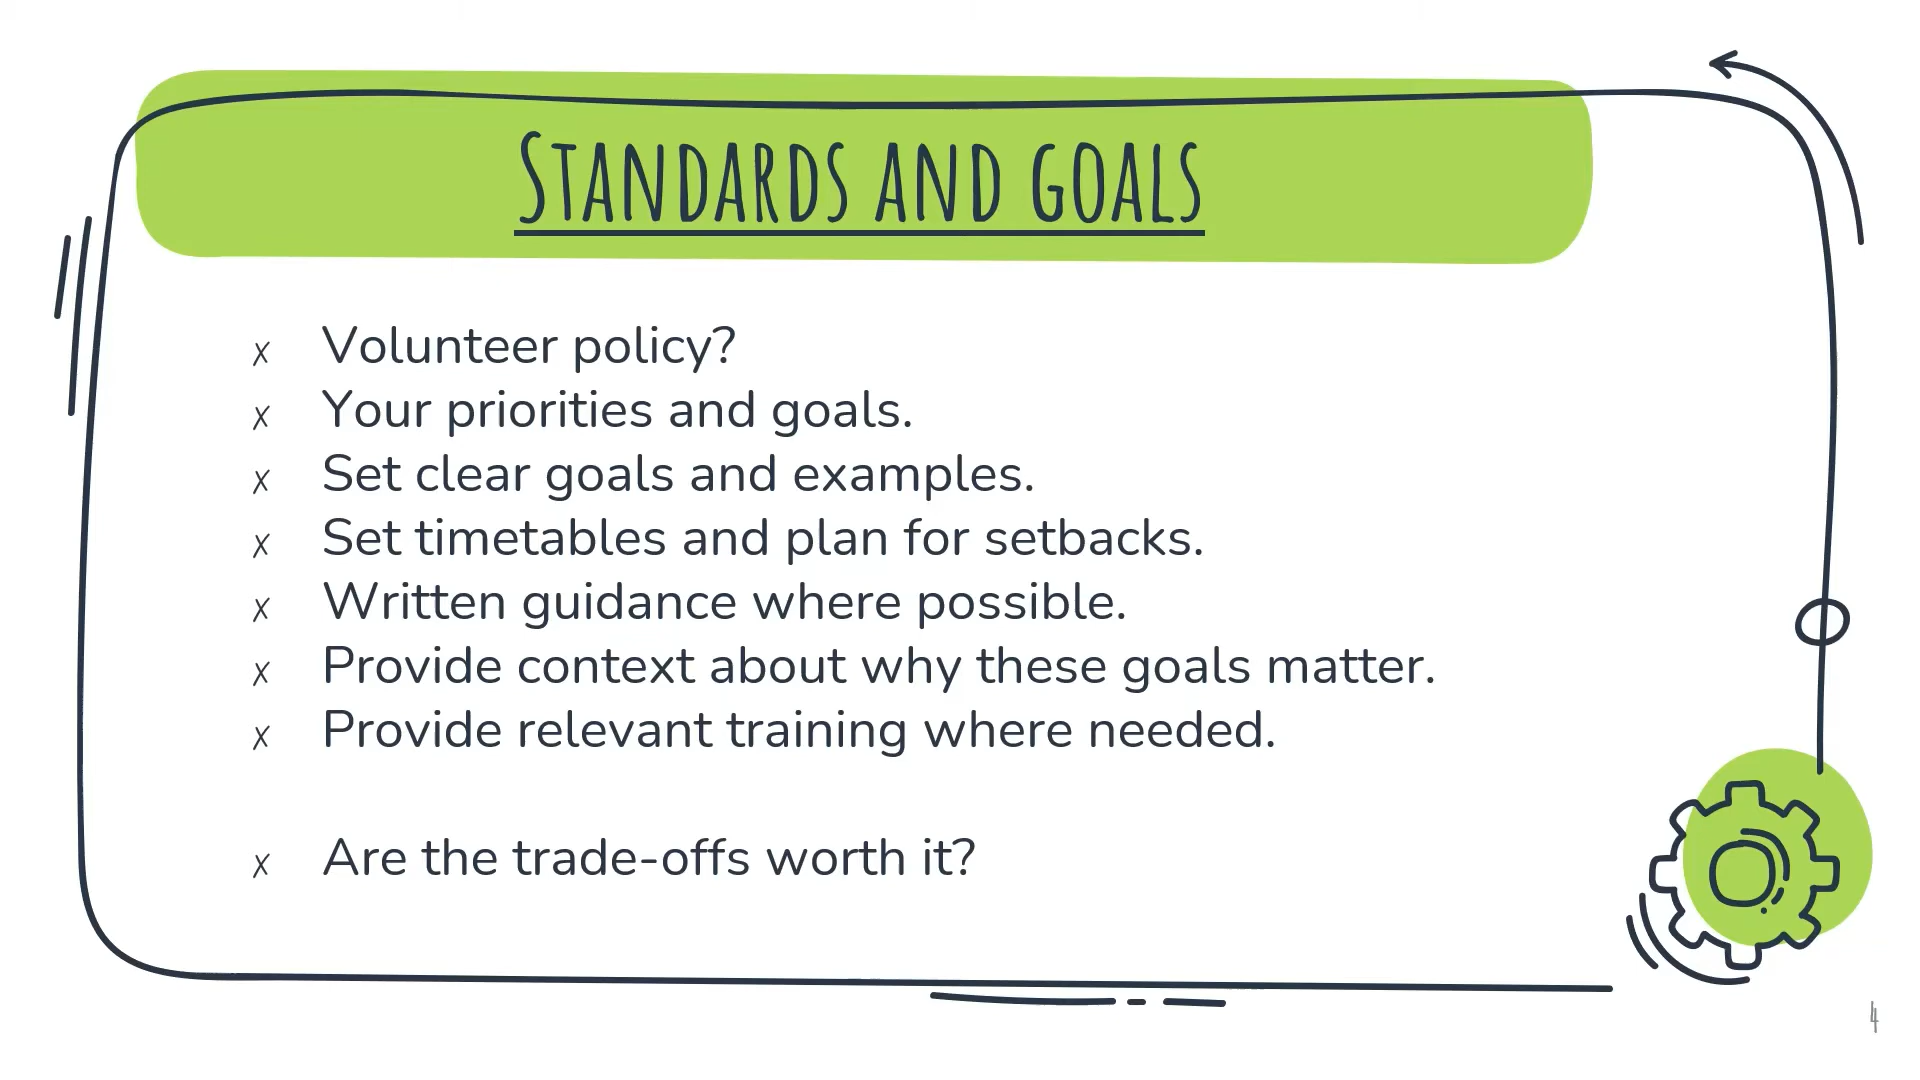 Standards and goals
x Volunteer policy?
x Your priorities and goals.
x Set clear goals and examples.
x Set timetables and plan for setbacks.
x Written guidance where possible.
x Provide context about why these goals matter.
x Provide relevant training where needed.
x Are the trade-offs worth it?
4